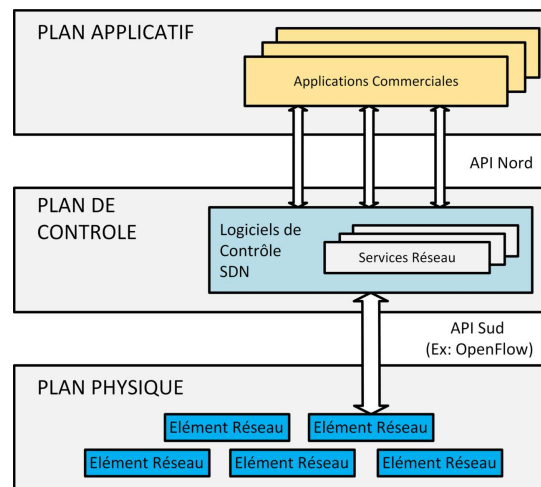 PLAN APPLICATIF
Applications Commerciales
API Nord
PLAN DE
CONTROLE
Logiciels de
Contrôle
SDN
Services Réseau
API Sud
(Ex: OpenFlow)
PLAN PHYSIQUE
Elément Réseau
Elément Réseau
Elément Réseau
Elément Réseau
Elément Réseau